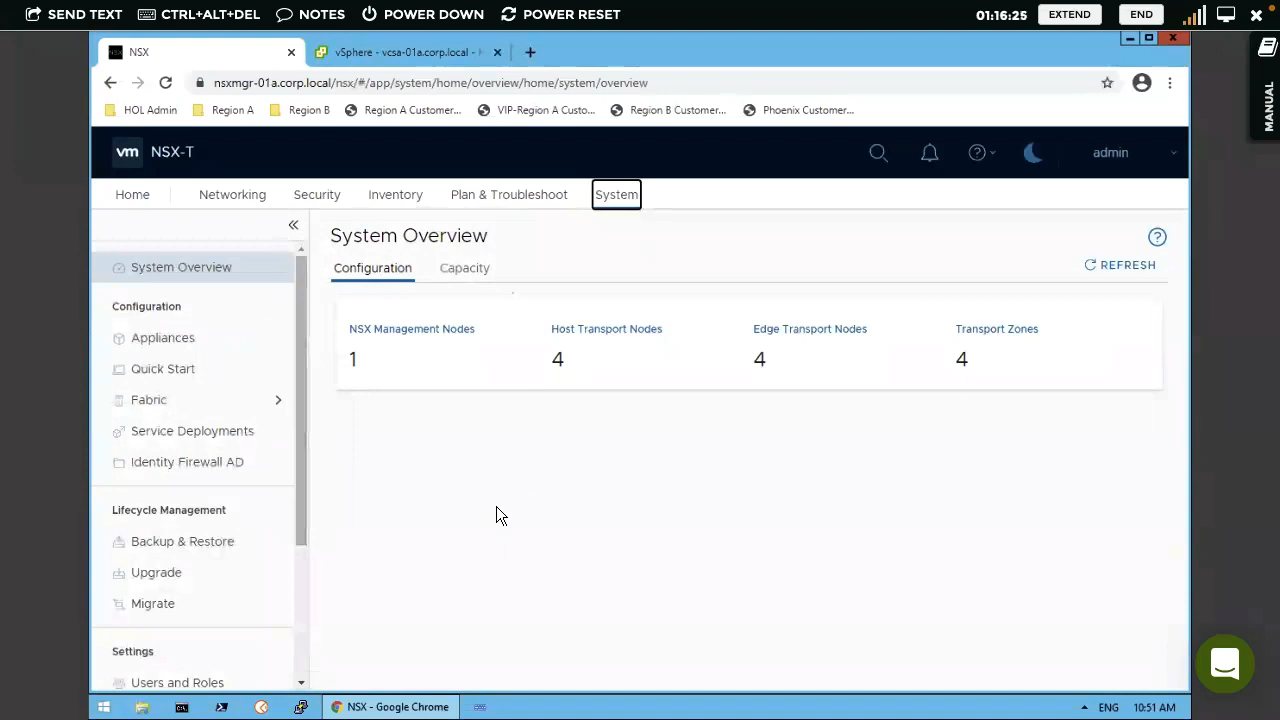 SEND TEXT CTRL+ALT+DEL NOTES POWER DOWN POWER RESET 01:16:25 EXTEND END
NSX vSphere - vcsa-01a.corp.local -
nsxmgr-01a.corp.local/nsx/#/app/system/home/overview/home/system/overview
HOL Admin Region A Region B Region A Customer... VIP-Region A Custo... Region B Customer... Phoenix Customer...
MANUAL
vm NSX-T admin
Home Networking Security Inventory Plan & Troubleshoot System
System Overview
Configuration Capacity
REFRESH
System Overview
Configuration
Appliances
Quick Start
Fabric
Service Deployments
Identity Firewall AD
Lifecycle Management
Backup & Restore
Upgrade
Migrate
Settings
Users and Roles
NSX Management Nodes Host Transport Nodes Edge Transport Nodes Transport Zones
1 4 4 4
NSX - Google Chrome ENG 10:51 AM